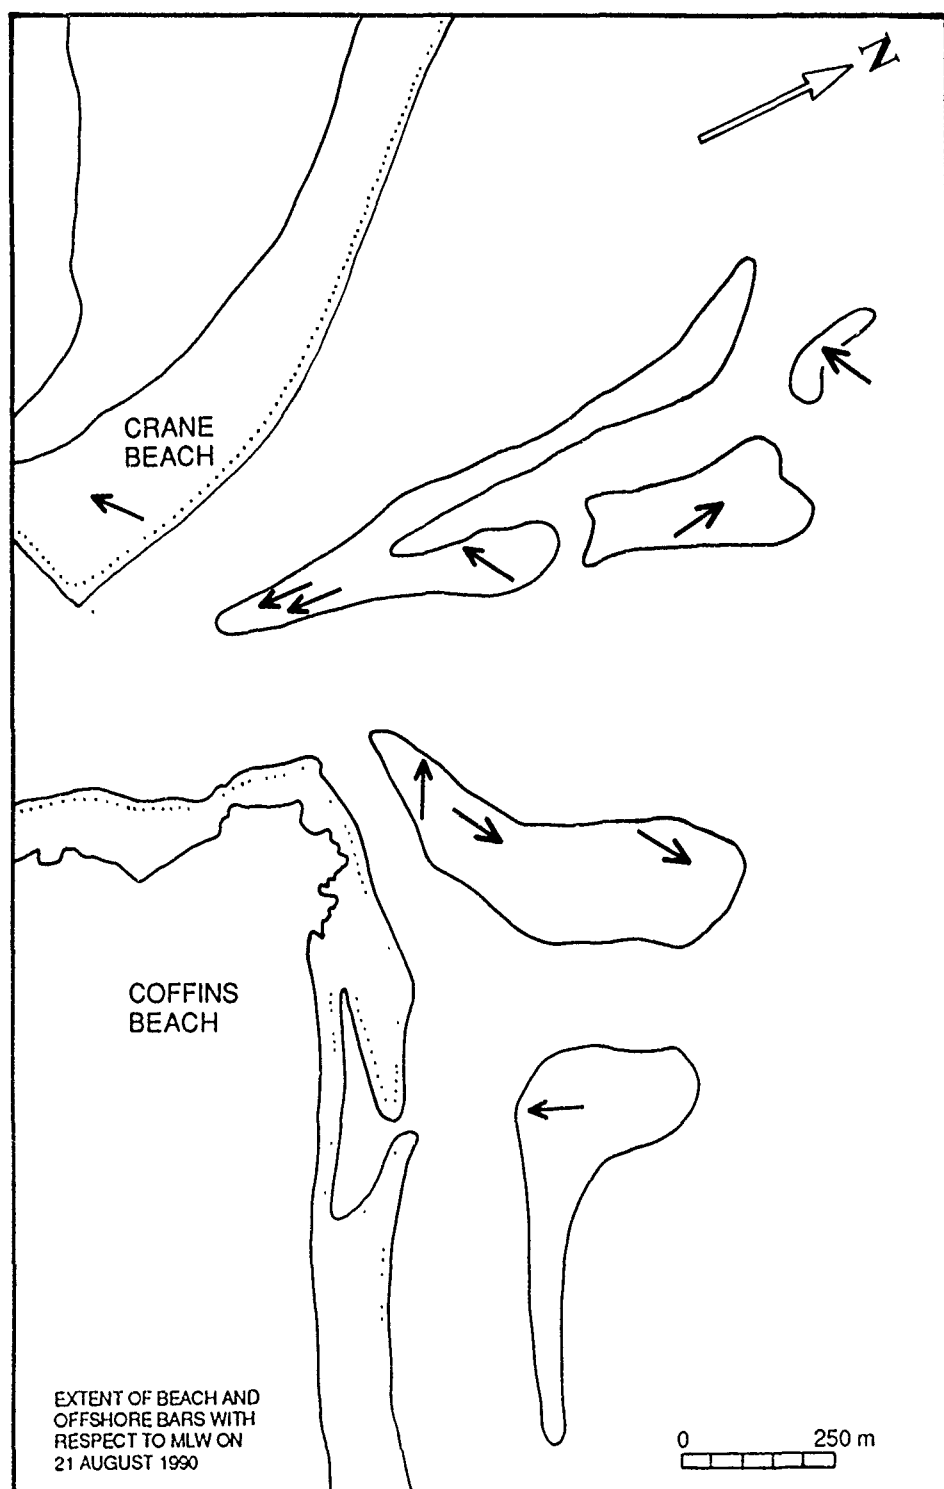 N
CRANE
BEACH
COFFINS
BEACH
EXTENT OF BEACH AND
OFFSHORE BARS WITH
RESPECT TO MLW ON
21 AUGUST 1990
0 250 m